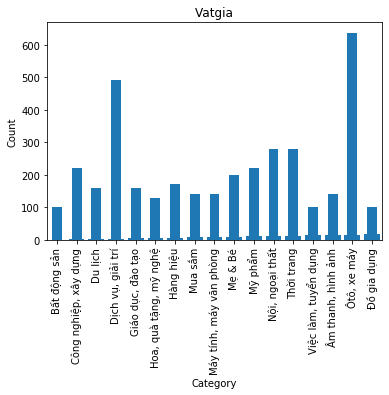 Vatgia
Count
600
500
400
300
200
100
0
Bất động sản
Công nghiệp, xây dựng
Du lịch
Dịch vụ, giải trí
Giáo dục, đào tạo
Hoa, quà tặng, mỹ nghệ
Hàng hiệu
Mua sắm
Máy tính, máy văn phòng
Mẹ & Bé
Mỹ phẩm
Nội, ngoại thất
Thời trang
Việc làm, tuyển dụng
Âm thanh, hình ảnh
Ôtô, xe máy
Đồ gia dụng
Category